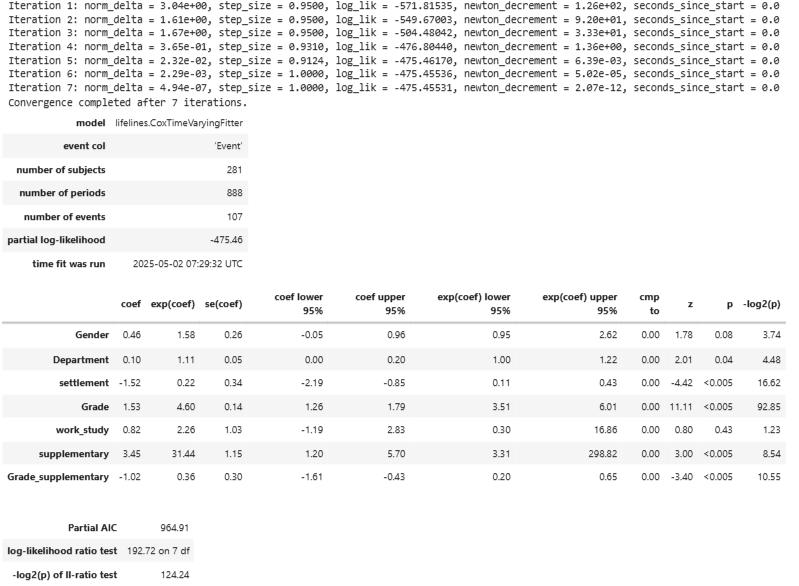 Iteration 1: norm_delta = 3.04e+00, step_size = 0.9500, log_lik = -571.81535, newton_decrement = 1.26e+02, seconds_since_start = 0.0
Iteration 2: norm_delta = 1.61e+00, step_size = 0.9500, log_lik = -549.67003, newton_decrement = 9.20e+01, seconds_since_start = 0.0
Iteration 3: norm_delta = 1.67e+00, step_size = 0.9500, log_lik = -504.48042, newton_decrement = 3.33e+01, seconds_since_start = 0.0
Iteration 4: norm_delta = 3.65e-01, step_size = 0.9310, log_lik = -476.80440, newton_decrement = 1.36e+00, seconds_since_start = 0.0
Iteration 5: norm_delta = 2.32e-02, step_size = 0.9124, log_lik = -475.46170, newton_decrement = 6.39e-03, seconds_since_start = 0.0
Iteration 6: norm_delta = 2.29e-03, step_size = 1.0000, log_lik = -475.45536, newton_decrement = 5.02e-05, seconds_since_start = 0.0
Iteration 7: norm_delta = 4.94e-07, step_size = 1.0000, log_lik = -475.45531, newton_decrement = 2.07e-12, seconds_since_start = 0.0
Convergence completed after 7 iterations.
model lifelines.CoxTimeVaryingFitter
event col 'Event'
number of subjects 281
number of periods 888
number of events 107
partial log-likelihood -475.46
time fit was run 2025-05-02 07:29:32 UTC
coef exp(coef) se(coef) coef lower 95% coef upper 95% exp(coef) lower 95% exp(coef) upper 95% cmp to z p -log2(p)
Gender 0.46 1.58 0.26 -0.05 0.96 0.95 2.62 0.00 1.78 0.08 3.74
Department 0.10 1.11 0.05 0.00 0.20 1.00 1.22 0.00 2.01 0.04 4.48
settlement -1.52 0.22 0.34 -2.19 -0.85 0.11 0.43 0.00 -4.42 <0.005 16.62
Grade 1.53 4.60 0.14 1.26 1.79 3.51 6.01 0.00 11.11 <0.005 92.85
work_study 0.82 2.26 1.03 -1.19 2.83 0.30 16.86 0.00 0.80 0.43 1.23
supplementary 3.45 31.44 1.15 1.20 5.70 3.31 298.82 0.00 3.00 <0.005 8.54
Grade_supplementary -1.02 0.36 0.30 -1.61 -0.43 0.20 0.65 0.00 -3.40 <0.005 10.55
Partial AIC 964.91
log-likelihood ratio test 192.72 on 7 df
-log2(p) of ll-ratio test 124.24